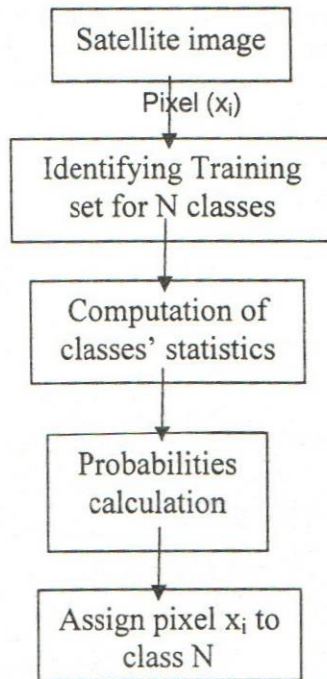 Satellite image
Pixel (xi)
Identifying Training
set for N classes
Computation of
classes' statistics
Probabilities
calculation
Assign pixel xi to
class N